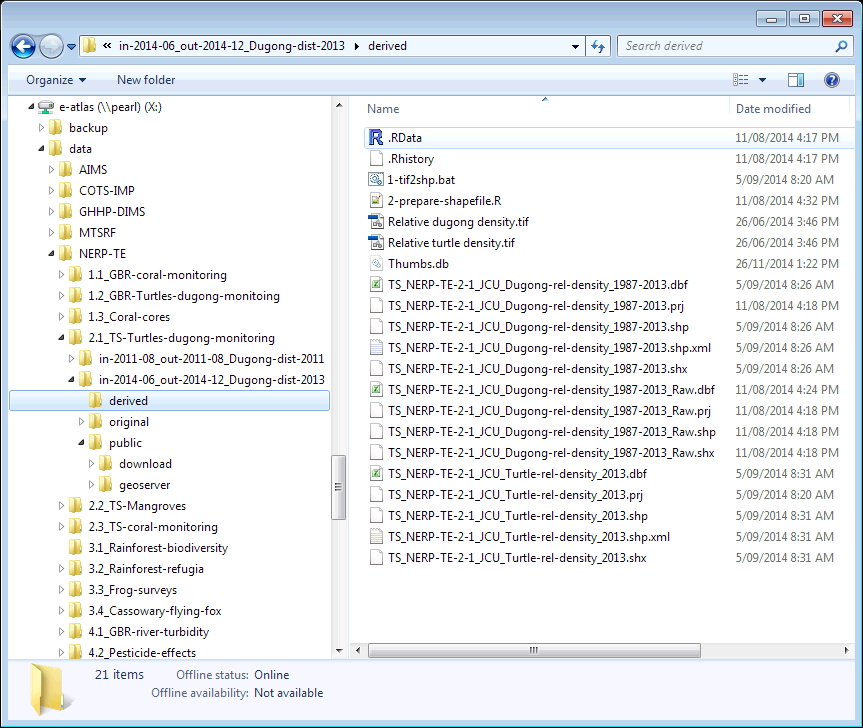 « in-2014-06_out-2014-12_Dugong-dist-2013 ▸ derived
Search derived
Organize
New folder
e-atlas (\\pearl) (X:)
backup
data
AIMS
COTS-IMP
GHHP-DIMS
MTSRF
NERP-TE
1.1_GBR-coral-monitoring
1.2_GBR-Turtles-dugong-monitoing
1.3_Coral-cores
2.1_TS-Turtles-dugong-monitoring
in-2011-08_out-2011-08_Dugong-dist-2011
in-2014-06_out-2014-12_Dugong-dist-2013
derived
original
public
download
geoserver
2.2_TS-Mangroves
2.3_TS-coral-monitoring
3.1_Rainforest-biodiversity
3.2_Rainforest-refugia
3.3_Frog-surveys
3.4_Cassowary-flying-fox
4.1_GBR-river-turbidity
4.2_Pesticide-effects
Name Date modified
.RData 11/08/2014 4:17 PM
.Rhistory 11/08/2014 4:17 PM
1-tif2shp.bat 5/09/2014 8:20 AM
2-prepare-shapefile.R 11/08/2014 4:32 PM
Relative dugong density.tif 26/06/2014 3:46 PM
Relative turtle density.tif 26/06/2014 3:46 PM
Thumbs.db 26/11/2014 1:22 PM
TS_NERP-TE-2-1_JCU_Dugong-rel-density_1987-2013.dbf 5/09/2014 8:26 AM
TS_NERP-TE-2-1_JCU_Dugong-rel-density_1987-2013.prj 11/08/2014 4:18 PM
TS_NERP-TE-2-1_JCU_Dugong-rel-density_1987-2013.shp 5/09/2014 8:26 AM
TS_NERP-TE-2-1_JCU_Dugong-rel-density_1987-2013.shp.xml 5/09/2014 8:26 AM
TS_NERP-TE-2-1_JCU_Dugong-rel-density_1987-2013.shx 5/09/2014 8:26 AM
TS_NERP-TE-2-1_JCU_Dugong-rel-density_1987-2013_Raw.dbf 11/08/2014 4:24 PM
TS_NERP-TE-2-1_JCU_Dugong-rel-density_1987-2013_Raw.prj 11/08/2014 4:18 PM
TS_NERP-TE-2-1_JCU_Dugong-rel-density_1987-2013_Raw.shp 11/08/2014 4:18 PM
TS_NERP-TE-2-1_JCU_Dugong-rel-density_1987-2013_Raw.shx 11/08/2014 4:18 PM
TS_NERP-TE-2-1_JCU_Turtle-rel-density_2013.dbf 5/09/2014 8:31 AM
TS_NERP-TE-2-1_JCU_Turtle-rel-density_2013.prj 5/09/2014 8:20 AM
TS_NERP-TE-2-1_JCU_Turtle-rel-density_2013.shp 5/09/2014 8:31 AM
TS_NERP-TE-2-1_JCU_Turtle-rel-density_2013.shp.xml 5/09/2014 8:31 AM
TS_NERP-TE-2-1_JCU_Turtle-rel-density_2013.shx 5/09/2014 8:31 AM
21 items Offline status: Online
Offline availability: Not available